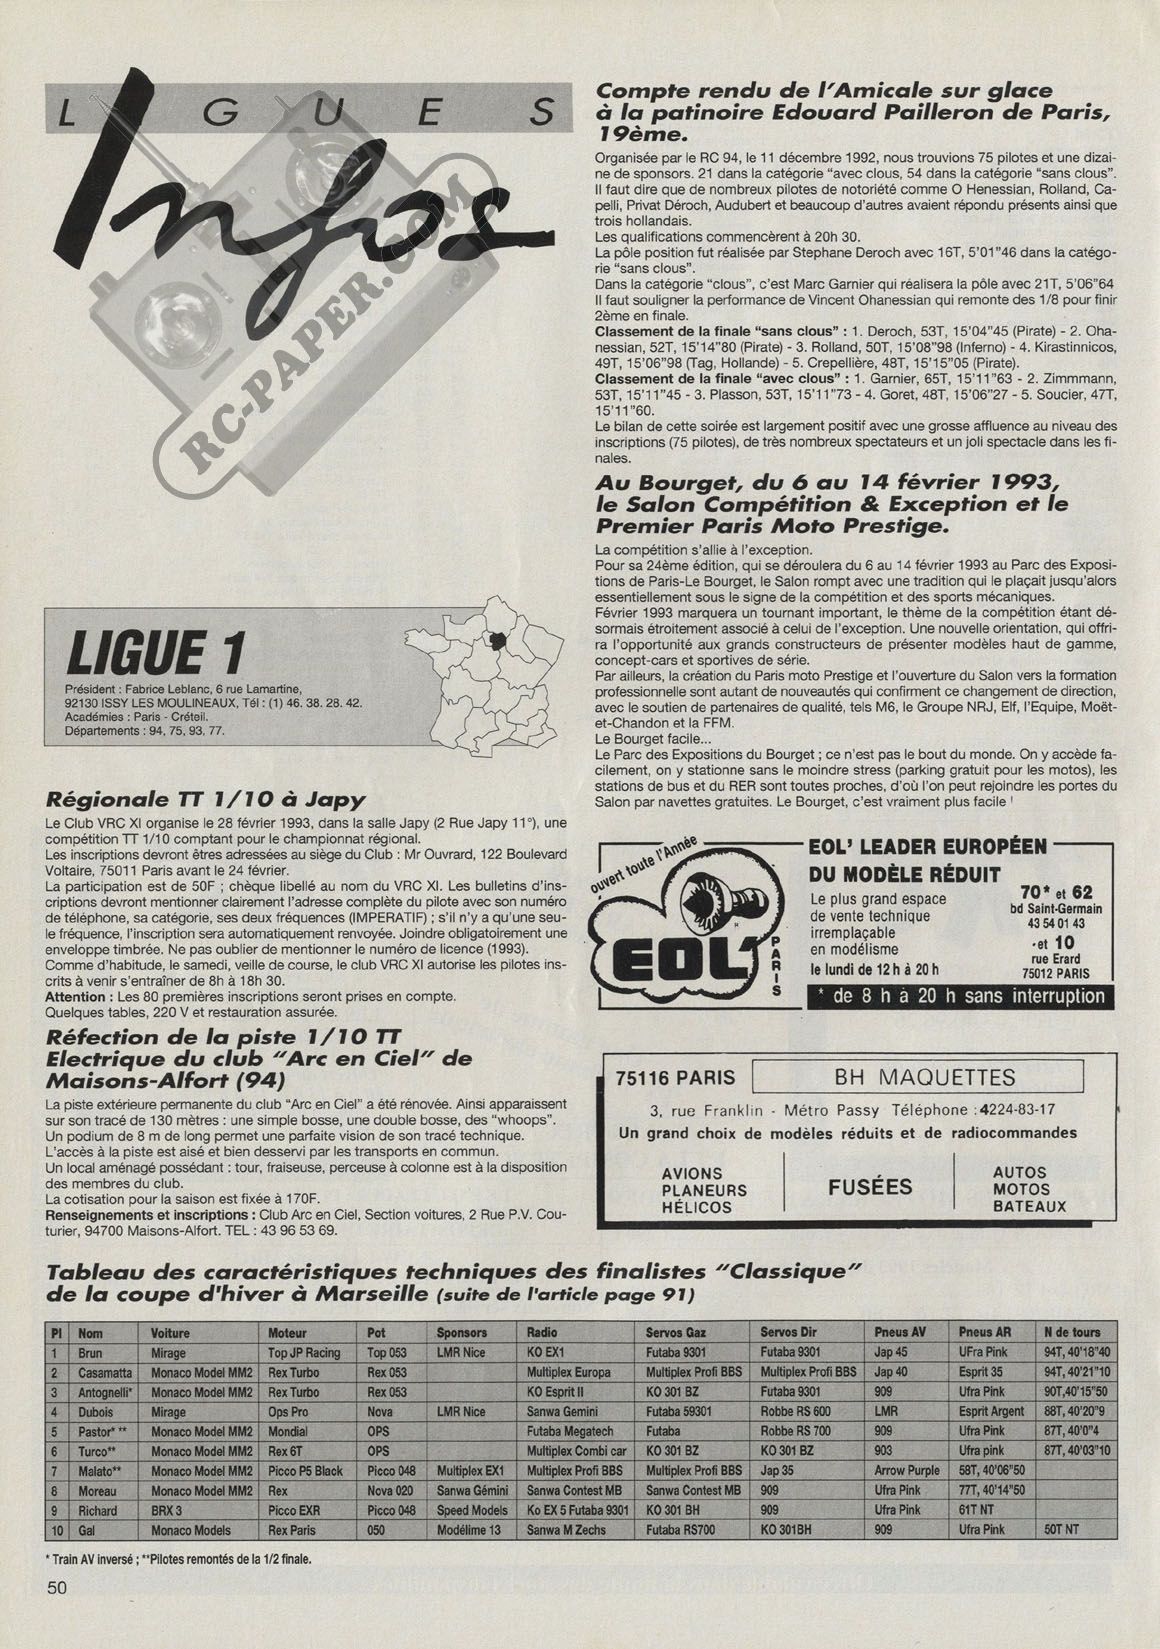 LIGUES
Infos
RC-PAPER.COM
LIGUE 1
Président : Fabrice Leblanc, 6 rue Lamartine,
92130 ISSY LES MOULINEAUX, Tél : (1) 46. 38. 28. 42.
Académies : Paris - Créteil.
Départements : 94, 75, 93, 77.
Régionale TT 1/10 à Japy
Le Club VRC XI organise le 28 février 1993, dans la salle Japy (2 Rue Japy 11°), une
compétition TT 1/10 comptant pour le championnat régional.
Les inscriptions devront êtres adressées au siège du Club : Mr Ouvrard, 122 Boulevard
Voltaire, 75011 Paris avant le 24 février.
La participation est de 50F ; chèque libellé au nom du VRC XI. Les bulletins d'ins-
criptions devront mentionner clairement l'adresse complète du pilote avec son numéro
de téléphone, sa catégorie, ses deux fréquences (IMPERATIF) ; s'il n'y a qu'une seu-
le fréquence, l'inscription sera automatiquement renvoyée. Joindre obligatoirement une
enveloppe timbrée. Ne pas oublier de mentionner le numéro de licence (1993).
Comme d'habitude, le samedi, veille de course, le club VRC XI autorise les pilotes ins-
crits à venir s'entraîner de 8h à 18h 30.
Attention : Les 80 premières inscriptions seront prises en compte.
Quelques tables, 220 V et restauration assurée.
Réfection de la piste 1/10 TT
Electrique du club "Arc en Ciel" de
Maisons-Alfort (94)
La piste extérieure permanente du club "Arc en Ciel" a été rénovée. Ainsi apparaissent
sur son tracé de 130 mètres : une simple bosse, une double bosse, des "whoops".
Un podium de 8 m de long permet une parfaite vision de son tracé technique.
L'accès à la piste est aisé et bien desservi par les transports en commun.
Un local aménagé possédant : tour, fraiseuse, perceuse à colonne est à la disposition
des membres du club.
La cotisation pour la saison est fixée à 170F.
Renseignements et inscriptions : Club Arc en Ciel, Section voitures, 2 Rue P.V. Cou-
turier, 94700 Maisons-Alfort. TEL : 43 96 53 69.
Compte rendu de l'Amicale sur glace
à la patinoire Edouard Pailleron de Paris,
19ème.
Organisée par le RC 94, le 11 décembre 1992, nous trouvions 75 pilotes et une dizai-
ne de sponsors. 21 dans la catégorie "avec clous, 54 dans la catégorie "sans clous".
Il faut dire que de nombreux pilotes de notoriété comme O Henessian, Rolland, Ca-
pelli, Privat Déroch, Audubert et beaucoup d'autres avaient répondu présents ainsi que
trois hollandais.
Les qualifications commencèrent à 20h 30.
La pôle position fut réalisée par Stephane Deroch avec 16T, 5'01"46 dans la catégo-
rie "sans clous".
Dans la catégorie "clous", c'est Marc Garnier qui réalisera la pôle avec 21T, 5'06"64
Il faut souligner la performance de Vincent Ohanessian qui remonte des 1/8 pour finir
2ème en finale.
Classement de la finale "sans clous" : 1. Deroch, 53T, 15'04"45 (Pirate) - 2. Oha-
nessian, 52T, 15'14"80 (Pirate) - 3. Rolland, 50T, 15'08"98 (Inferno) - 4. Kirastinnicos,
49T, 15'06"98 (Tag, Hollande) - 5. Crepellière, 48T, 15'15"05 (Pirate).
Classement de la finale "avec clous" : 1. Garnier, 65T, 15'11"63 - 2. Zimmmann,
53T, 15'11"45 - 3. Plasson, 53T, 15'11"73 - 4. Goret, 48T, 15'06"27 - 5. Soucier, 47T,
15'11"60.
Le bilan de cette soirée est largement positif avec une grosse affluence au niveau des
inscriptions (75 pilotes), de très nombreux spectateurs et un joli spectacle dans les fi-
nales.
Au Bourget, du 6 au 14 février 1993,
le Salon Compétition & Exception et le
Premier Paris Moto Prestige.
La compétition s'allie à l'exception.
Pour sa 24ème édition, qui se déroulera du 6 au 14 février 1993 au Parc des Exposi-
tions de Paris-Le Bourget, le Salon rompt avec une tradition qui le plaçait jusqu'alors
essentiellement sous le signe de la compétition et des sports mécaniques.
Février 1993 marquera un tournant important, le thème de la compétition étant dé-
sormais étroitement associé à celui de l'exception. Une nouvelle orientation, qui offri-
ra l'opportunité aux grands constructeurs de présenter modèles haut de gamme,
concept-cars et sportives de série.
Par ailleurs, la création du Paris moto Prestige et l'ouverture du Salon vers la formation
professionnelle sont autant de nouveautés qui confirment ce changement de direction,
avec le soutien de partenaires de qualité, tels M6, le Groupe NRJ, Elf, l'Equipe, Moët-
et-Chandon et la FFM.
Le Bourget facile...
Le Parc des Expositions du Bourget ; ce n'est pas le bout du monde. On y accède fa-
cilement, on y stationne sans le moindre stress (parking gratuit pour les motos), les
stations de bus et du RER sont toutes proches, d'où l'on peut rejoindre les portes du
Salon par navettes gratuites. Le Bourget, c'est vraiment plus facile !
ouvert toute l'Année
EOL'
PARIS
EOL' LEADER EUROPÉEN
DU MODÈLE RÉDUIT
Le plus grand espace
de vente technique
irremplaçable
en modélisme
le lundi de 12 h à 20 h
70* et 62
bd Saint-Germain
43 54 01 43
et 10
rue Erard
75012 PARIS
* de 8 h à 20 h sans interruption
75116 PARIS BH MAQUETTES
3, rue Franklin - Métro Passy Téléphone : 4224-83-17
Un grand choix de modèles réduits et de radiocommandes
AVIONS
PLANEURS
HÉLICOS
FUSÉES
AUTOS
MOTOS
BATEAUX
Tableau des caractéristiques techniques des finalistes "Classique"
de la coupe d'hiver à Marseille (suite de l'article page 91)
Pl Nom Voiture Moteur Pot Sponsors Radio Servos Gaz Servos Dir Pneus AV Pneus AR N de tours
1 Brun Mirage Top JP Racing Top 053 LMR Nice KO EX1 Futaba 9301 Futaba 9301 Jap 45 UFra Pink 94T, 40'18"40
2 Casamatta Monaco Model MM2 Rex Turbo Rex 053 Multiplex Europa Multiplex Profi BBS Multiplex Profi BBS Jap 40 Esprit 35 94T, 40'21"10
3 Antognelli* Monaco Model MM2 Rex Turbo Rex 053 KO Esprit II KO 301 BZ Futaba 9301 909 Ufra Pink 90T,40'15"50
4 Dubois Mirage Ops Pro Nova LMR Nice Sanwa Gemini Futaba 59301 Robbe RS 600 LMR Esprit Argent 88T, 40'20"9
5 Pastor* ** Monaco Model MM2 Mondial OPS Futaba Megatech Futaba Robbe RS 700 909 Ufra Pink 87T, 40'0"4
6 Turco** Monaco Model MM2 Rex 6T OPS Multiplex Combi car KO 301 BZ KO 301 BZ 903 Ufra pink 87T, 40'03"10
7 Malato** Monaco Model MM2 Picco P5 Black Picco 048 Multiplex EX1 Multiplex Profi BBS Multiplex Profi BBS Jap 35 Arrow Purple 58T, 40'06"50
8 Moreau Monaco Model MM2 Rex Nova 020 Sanwa Gémini Sanwa Contest MB Sanwa Contest MB 909 Ufra Pink 77T, 40'14"50
9 Richard BRX 3 Picco EXR Picco 048 Speed Models Ko EX 5 Futaba 9301 KO 301 BH 909 Ufra Pink 61T NT
10 Gal Monaco Models Rex Paris 050 Modélime 13 Sanwa M Zechs Futaba RS700 KO 301BH 909 Ufra Pink 50T NT
* Train AV inversé ; **Pilotes remontés de la 1/2 finale.
50